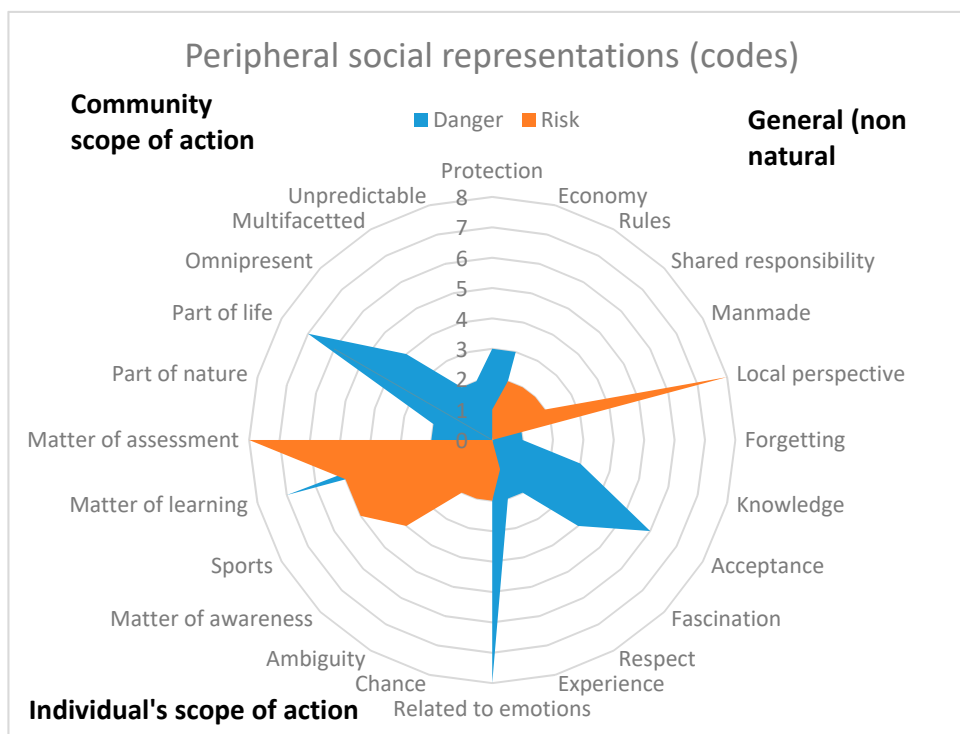 Peripheral social representations (codes)
Community
scope of action
Danger
Risk
General (non
natural
Protection
Economy
Rules
Shared responsibility
Manmade
Local perspective
Forgetting
Knowledge
Acceptance
Fascination
Respect
Experience
Related to emotions
Chance
Ambiguity
Matter of awareness
Sports
Matter of learning
Matter of assessment
Part of nature
Part of life
Omnipresent
Multifacetted
Unpredictable
8
7
6
5
4
3
2
1
0
Individual's scope of action